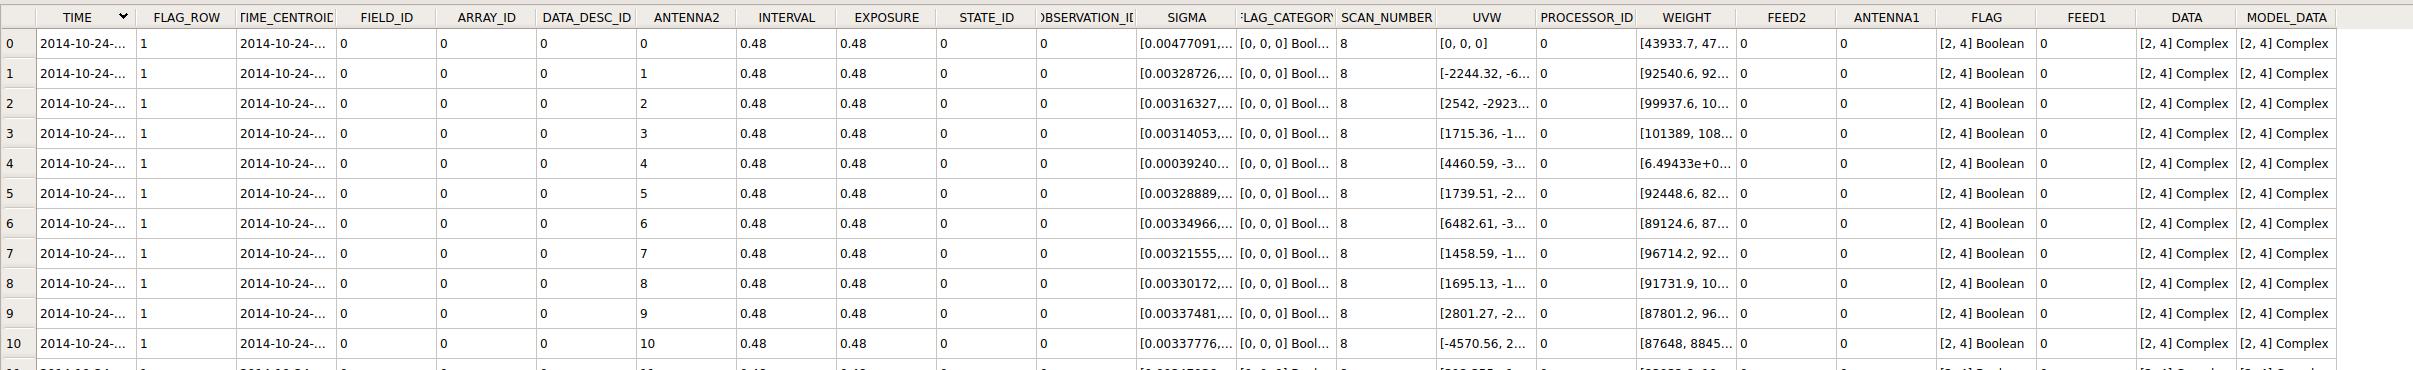 TIME FLAG_ROW TIME_CENTROID FIELD_ID ARRAY_ID DATA_DESC_ID ANTENNA2 INTERVAL EXPOSURE STATE_ID OBSERVATION_ID SIGMA FLAG_CATEGORY SCAN_NUMBER UVW PROCESSOR_ID WEIGHT FEED2 ANTENNA1 FLAG FEED1 DATA MODEL_DATA
0 2014-10-24-... 1 2014-10-24-... 0 0 0 0 0.48 0.48 0 0 [0.00477091,... [0, 0, 0] Bool... 8 [0, 0, 0] 0 [43933.7, 47... 0 0 [2, 4] Boolean 0 [2, 4] Complex [2, 4] Complex
1 2014-10-24-... 1 2014-10-24-... 0 0 0 1 0.48 0.48 0 0 [0.00328726,... [0, 0, 0] Bool... 8 [-2244.32, -6... 0 [92540.6, 92... 0 0 [2, 4] Boolean 0 [2, 4] Complex [2, 4] Complex
2 2014-10-24-... 1 2014-10-24-... 0 0 0 2 0.48 0.48 0 0 [0.00316327,... [0, 0, 0] Bool... 8 [2542, -2923... 0 [99937.6, 10... 0 0 [2, 4] Boolean 0 [2, 4] Complex [2, 4] Complex
3 2014-10-24-... 1 2014-10-24-... 0 0 0 3 0.48 0.48 0 0 [0.00314053,... [0, 0, 0] Bool... 8 [1715.36, -1... 0 [101389, 108... 0 0 [2, 4] Boolean 0 [2, 4] Complex [2, 4] Complex
4 2014-10-24-... 1 2014-10-24-... 0 0 0 4 0.48 0.48 0 0 [0.00039240... [0, 0, 0] Bool... 8 [4460.59, -3... 0 [6.49433e+0... 0 0 [2, 4] Boolean 0 [2, 4] Complex [2, 4] Complex
5 2014-10-24-... 1 2014-10-24-... 0 0 0 5 0.48 0.48 0 0 [0.00328889,... [0, 0, 0] Bool... 8 [1739.51, -2... 0 [92448.6, 82... 0 0 [2, 4] Boolean 0 [2, 4] Complex [2, 4] Complex
6 2014-10-24-... 1 2014-10-24-... 0 0 0 6 0.48 0.48 0 0 [0.00334966,... [0, 0, 0] Bool... 8 [6482.61, -3... 0 [89124.6, 87... 0 0 [2, 4] Boolean 0 [2, 4] Complex [2, 4] Complex
7 2014-10-24-... 1 2014-10-24-... 0 0 0 7 0.48 0.48 0 0 [0.00321555,... [0, 0, 0] Bool... 8 [1458.59, -1... 0 [96714.2, 92... 0 0 [2, 4] Boolean 0 [2, 4] Complex [2, 4] Complex
8 2014-10-24-... 1 2014-10-24-... 0 0 0 8 0.48 0.48 0 0 [0.00330172,... [0, 0, 0] Bool... 8 [1695.13, -1... 0 [91731.9, 10... 0 0 [2, 4] Boolean 0 [2, 4] Complex [2, 4] Complex
9 2014-10-24-... 1 2014-10-24-... 0 0 0 9 0.48 0.48 0 0 [0.00337481,... [0, 0, 0] Bool... 8 [2801.27, -2... 0 [87801.2, 96... 0 0 [2, 4] Boolean 0 [2, 4] Complex [2, 4] Complex
10 2014-10-24-... 1 2014-10-24-... 0 0 0 10 0.48 0.48 0 0 [0.00337776,... [0, 0, 0] Bool... 8 [-4570.56, 2... 0 [87648, 8845... 0 0 [2, 4] Boolean 0 [2, 4] Complex [2, 4] Complex